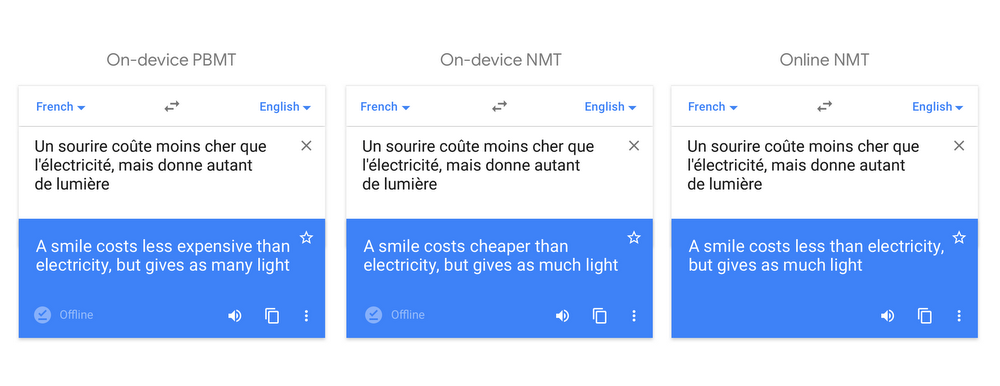 On-device PBMT
French
English
Un sourire coûte moins cher que
l'électricité, mais donne autant
de lumière
A smile costs less expensive than
electricity, but gives as many light
Offline
On-device NMT
French
English
Un sourire coûte moins cher que
l'électricité, mais donne autant
de lumière
A smile costs cheaper than
electricity, but gives as much light
Offline
Online NMT
French
English
Un sourire coûte moins cher que
l'électricité, mais donne autant
de lumière
A smile costs less than electricity,
but gives as much light